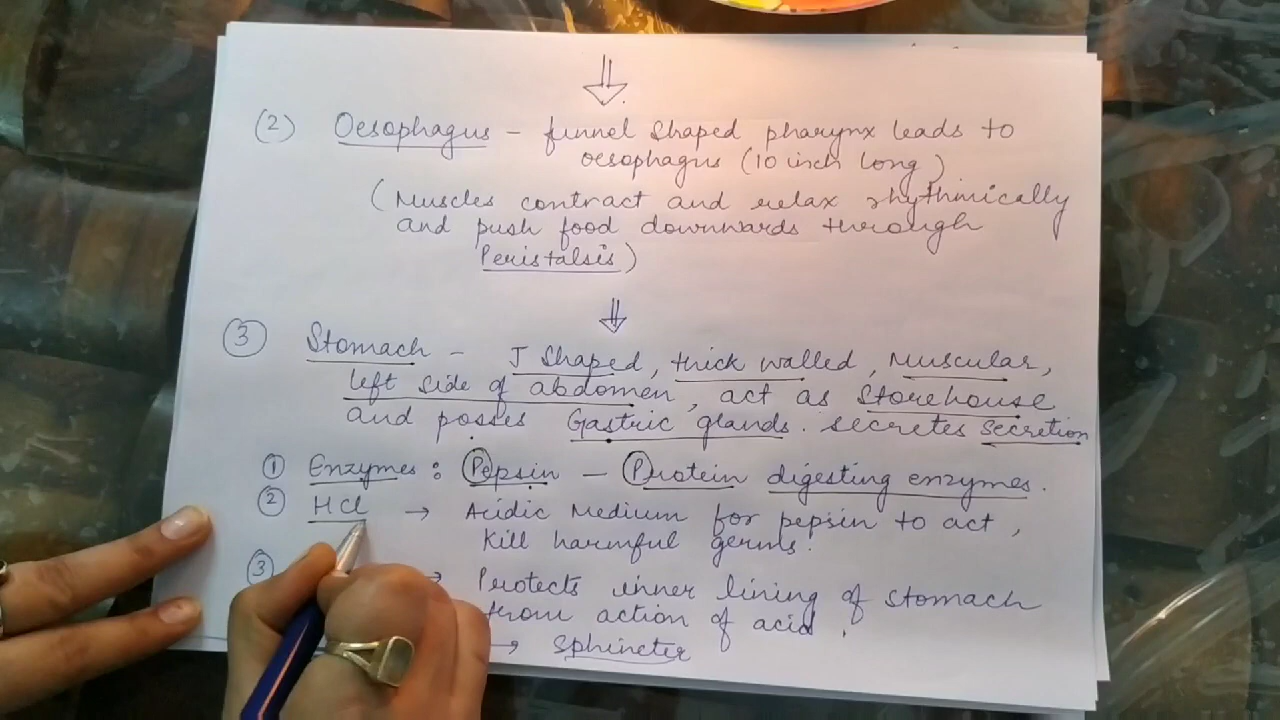 (2) Oesophagus - funnel shaped pharynx leads to
oesophagus (10 inch long)
(Muscles contract and relax rhythmically
and push food downwards through
Peristalsis)
(3) Stomach - J shaped, thick walled, Muscular,
left side of abdomen, act as Storehouse
and posses Gastric glands. secretes secretion
(1) Enzymes: Pepsin - Protein digesting enzymes.
(2) HCl → Acidic Medium for pepsin to act,
kill harmful germs.
(3) → Protects inner lining of stomach
from action of acid.
→ Sphincter